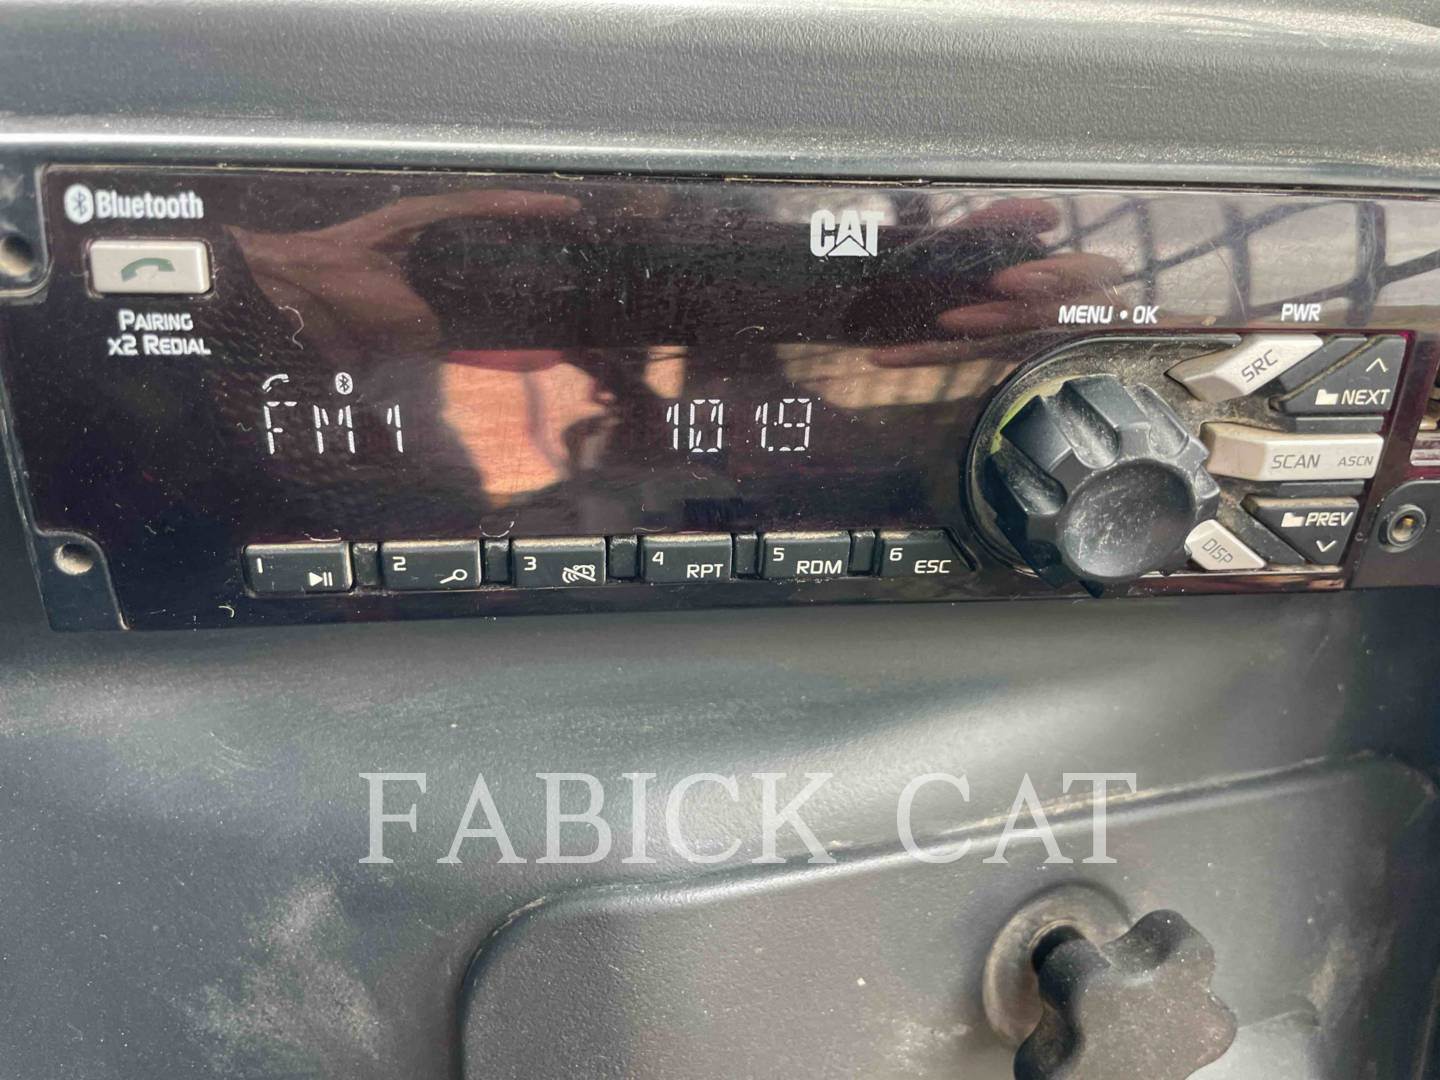 Bluetooth
CAT
PAIRING
X2 REDIAL
MENU • OK
PWR
SRC
NEXT
FM1
101.9
SCAN ASCN
PREV
DISP
1
2
3
4 RPT
5 RDM
6 ESC
FABICK CAT